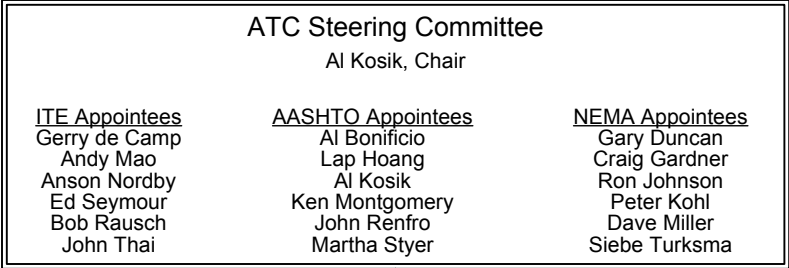 ATC Steering Committee
Al Kosik, Chair
ITE Appointees AASHTO Appointees NEMA Appointees
Gerry de Camp Al Bonificio Gary Duncan
Andy Mao Lap Hoang Craig Gardner
Anson Nordby Al Kosik Ron Johnson
Ed Seymour Ken Montgomery Peter Kohl
Bob Rausch John Renfro Dave Miller
John Thai Martha Styer Siebe Turksma